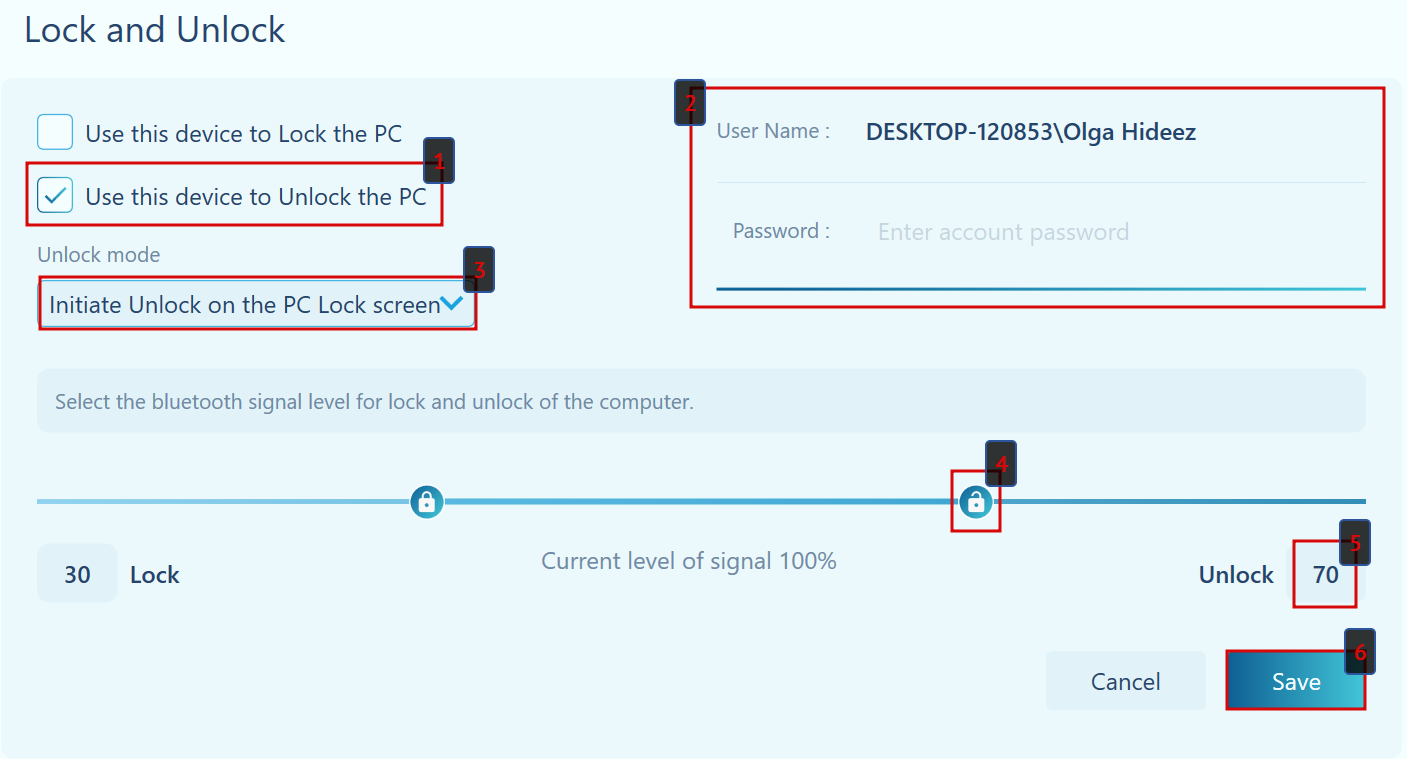 Lock and Unlock
Use this device to Lock the PC
1
Use this device to Unlock the PC
2
User Name : DESKTOP-120853\Olga Hideez
Password : Enter account password
Unlock mode
3
Initiate Unlock on the PC Lock screen
Select the bluetooth signal level for lock and unlock of the computer.
4
30 Lock
Current level of signal 100%
5
Unlock 70
6
Cancel
Save